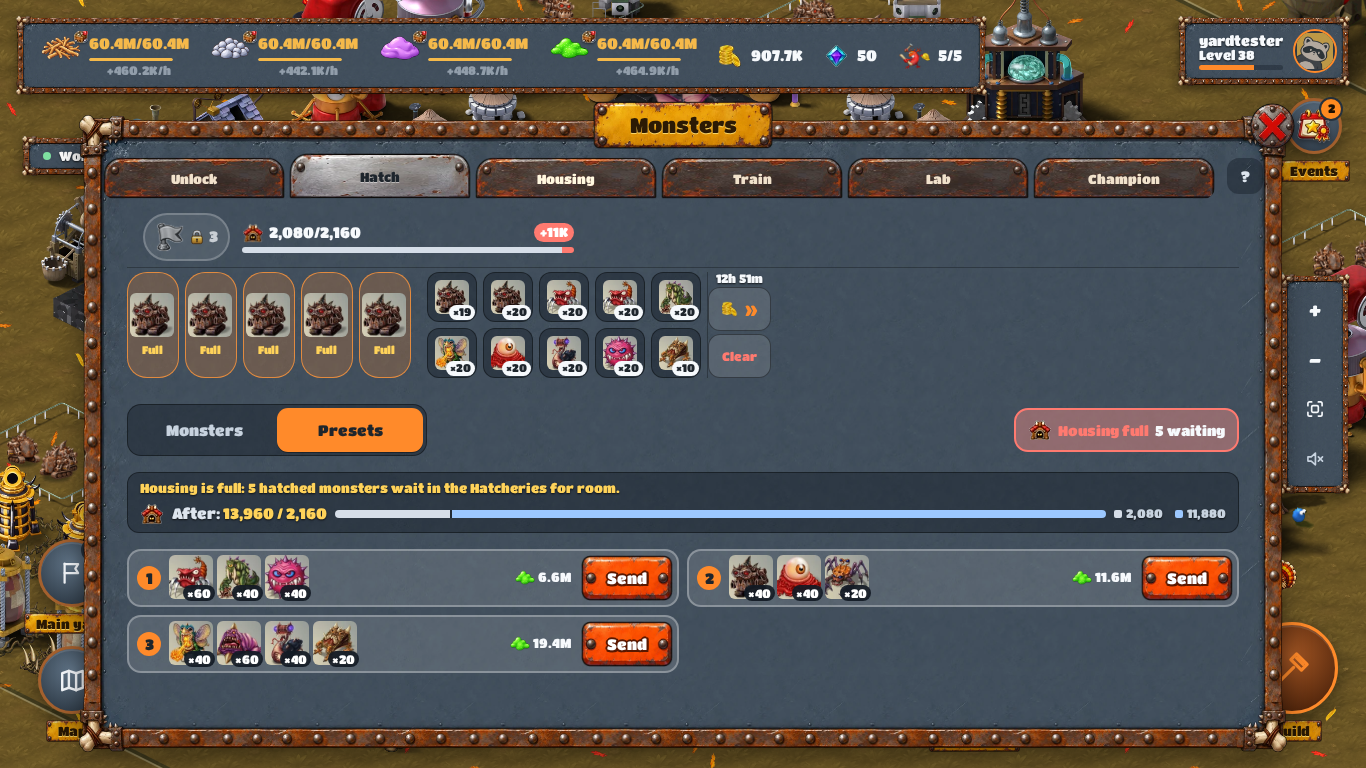 60.4M/60.4M
+460.2K/h
60.4M/60.4M
+442.1K/h
60.4M/60.4M
+448.7K/h
60.4M/60.4M
+464.9K/h
907.7K
50
5/5
yardtester
Level 38
Monsters
2
Wo
Events
Unlock
Hatch
Housing
Train
Lab
Champion
?
3
2,080/2,160
+11K
Full
Full
Full
Full
Full
×19
×20
×20
×20
×20
12h 51m
×20
×20
×20
×20
×10
Clear
Monsters
Presets
Housing full 5 waiting
Housing is full: 5 hatched monsters wait in the Hatcheries for room.
After: 13,960 / 2,160
2,080
11,880
1
×60
×40
×40
6.6M
Send
2
×40
×40
×20
11.6M
Send
3
×40
×60
×40
×20
19.4M
Send
Main ya
Map
uild